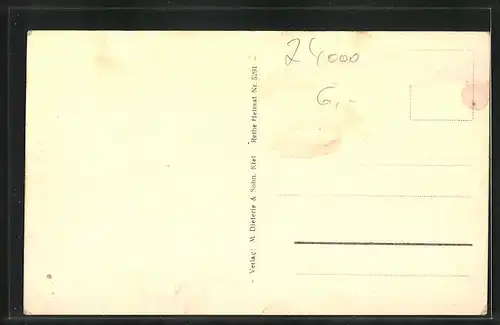 24000
6,-
- Verlag: M. Dieterle & Sohn, Kiel Reihe Heimat Nr. 5291 -